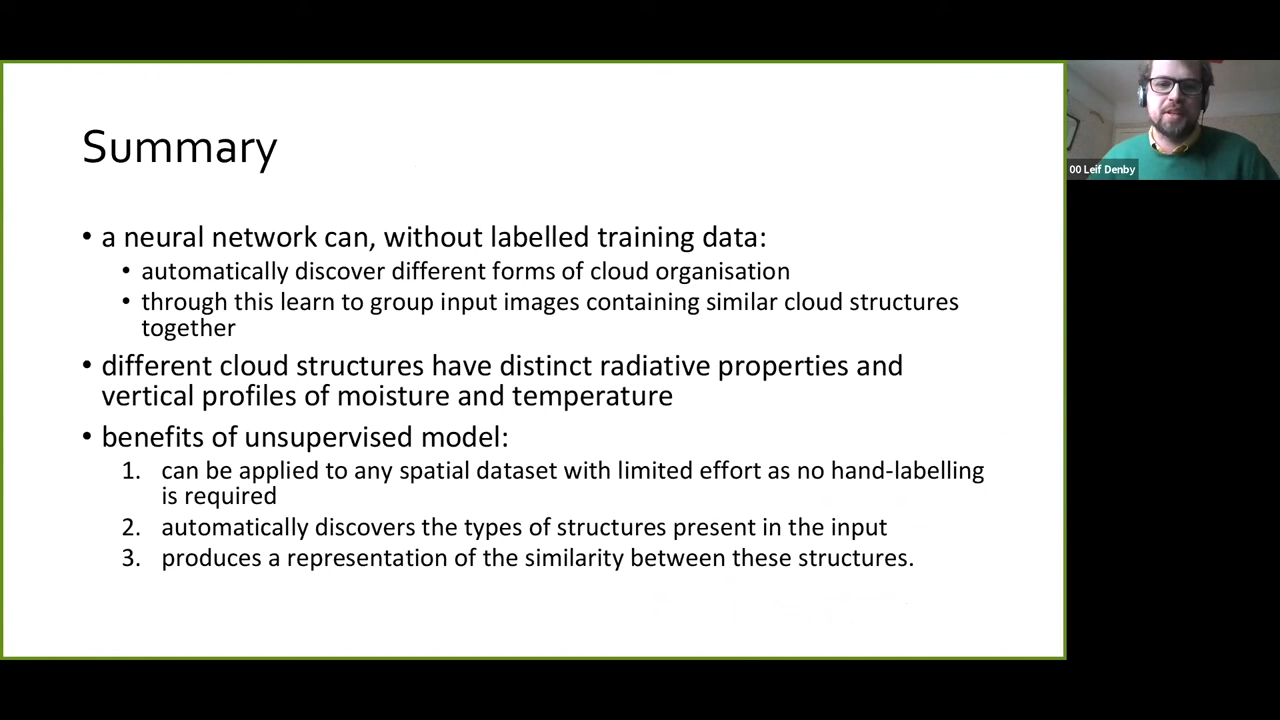 Summary
• a neural network can, without labelled training data:
• automatically discover different forms of cloud organisation
• through this learn to group input images containing similar cloud structures
together
• different cloud structures have distinct radiative properties and
vertical profiles of moisture and temperature
• benefits of unsupervised model:
1. can be applied to any spatial dataset with limited effort as no hand-labelling
is required
2. automatically discovers the types of structures present in the input
3. produces a representation of the similarity between these structures.
00 Leif Denby